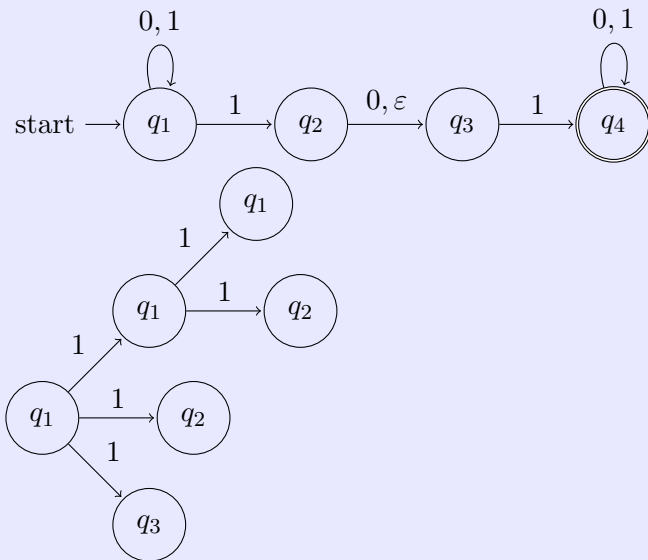 0, 1 0, 1
start q₁ 1 q₂ 0, ε q₃ 1 q₄
q₁
1
q₁ 1 q₂
1
q₁ 1 q₂
1
q₃